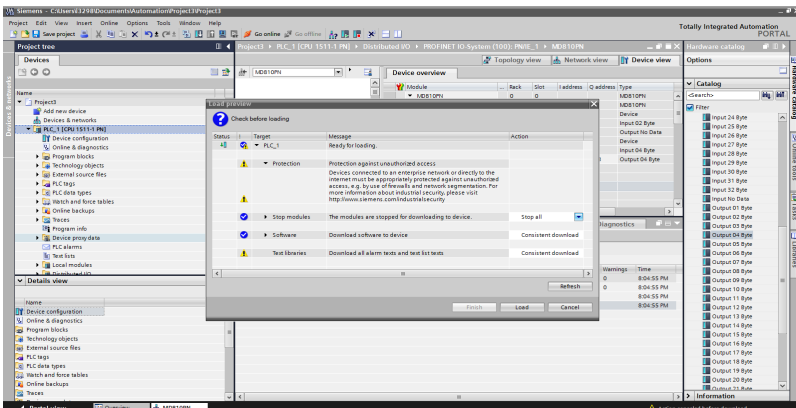 Siemens - C:\Users\E3298\Documents\Automation\Project3\Project3
Project Edit View Insert Online Options Tools Window Help
Totally Integrated Automation
PORTAL
Save project
Go online
Go offline
Project tree
Project3 ▸ PLC_1 [CPU 1511-1 PN] ▸ Distributed I/O ▸ PROFINET IO-System (100): PN/IE_1 ▸ MD810PN
Hardware catalog
Devices
Topology view
Network view
Device view
Options
MD810PN
Device overview
Name
Module
...
Rack
Slot
I address
Q address
Type
Catalog
Project3
MD810PN
0
0
MD810PN
<Search>
Add new device
MD810PN
Filter
Devices & networks
PLC_1 [CPU 1511-1 PN]
Device configuration
Online & diagnostics
Program blocks
Technology objects
External source files
PLC tags
PLC data types
Watch and force tables
Online backups
Traces
Program info
Device proxy data
PLC alarms
Text lists
Local modules
Distributed I/O
Load preview
Check before loading
Status
!
Target
Message
Action
PLC_1
Ready for loading.
Protection
Protection against unauthorized access
Devices connected to an enterprise network or directly to the
internet must be appropriately protected against unauthorized
access, e.g. by use of firewalls and network segmentation. For
more information about industrial security, please visit
http://www.siemens.com/industrialsecurity
Stop modules
The modules are stopped for downloading to device.
Stop all
Software
Download software to device
Consistent download
Text libraries
Download all alarm texts and text list texts
Consistent download
Refresh
Finish
Load
Cancel
Device
Input 02 Byte
Output No Data
Device
Input 04 Byte
Output 04 Byte
Diagnostics
Warnings
Time
0
8:04:55 PM
0
8:04:55 PM
8:04:55 PM
8:04:55 PM
Input 24 Byte
Input 25 Byte
Input 26 Byte
Input 27 Byte
Input 28 Byte
Input 29 Byte
Input 30 Byte
Input 31 Byte
Input 32 Byte
Input No Data
Output 01 Byte
Output 02 Byte
Output 03 Byte
Output 04 Byte
Output 05 Byte
Output 06 Byte
Output 07 Byte
Output 08 Byte
Output 09 Byte
Output 10 Byte
Output 11 Byte
Output 12 Byte
Output 13 Byte
Output 14 Byte
Output 15 Byte
Output 16 Byte
Output 17 Byte
Output 18 Byte
Output 19 Byte
Output 20 Byte
Output 21 Byte
Information
Details view
Name
Device configuration
Online & diagnostics
Program blocks
Technology objects
External source files
PLC tags
PLC data types
Watch and force tables
Online backups
Traces
Devices & networks
Hardware catalog
Online tools
Tasks
Libraries
Portal view
Overview
MD810PN